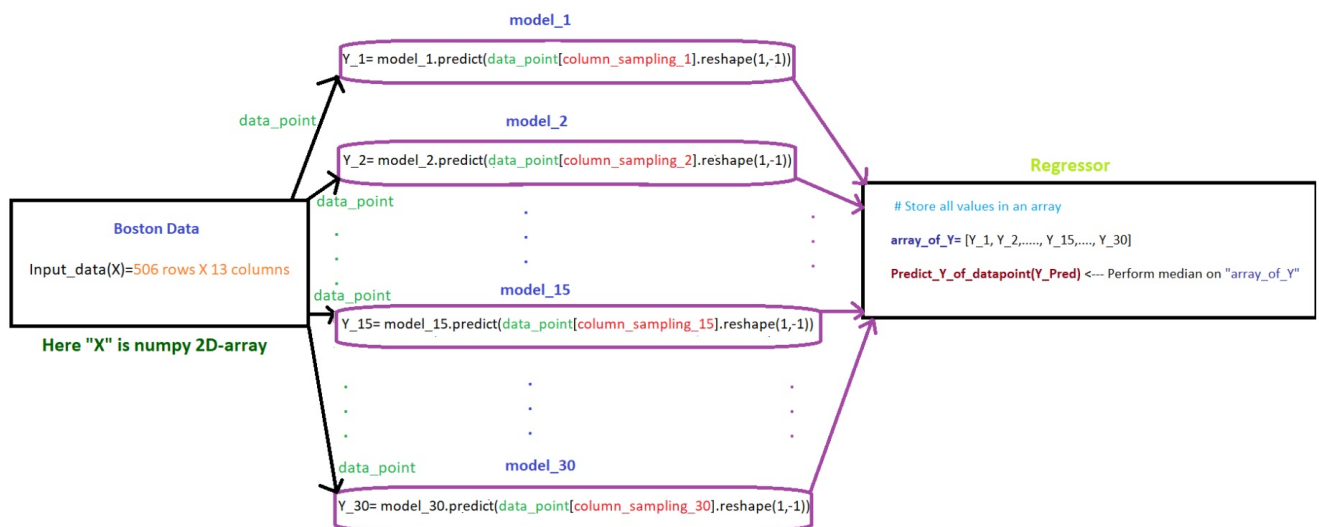 model_1
Y_1= model_1.predict(data_point[column_sampling_1].reshape(1,-1))
data_point
model_2
Y_2= model_2.predict(data_point[column_sampling_2].reshape(1,-1))
data_point
Boston Data
Input_data(X)=506 rows X 13 columns
Here "X" is numpy 2D-array
data_point
model_15
Y_15= model_15.predict(data_point[column_sampling_15].reshape(1,-1))
data_point
model_30
Y_30= model_30.predict(data_point[column_sampling_30].reshape(1,-1))
Regressor
# Store all values in an array
array_of_Y= [Y_1, Y_2,....., Y_15,...., Y_30]
Predict_Y_of_datapoint(Y_Pred) <--- Perform median on "array_of_Y"